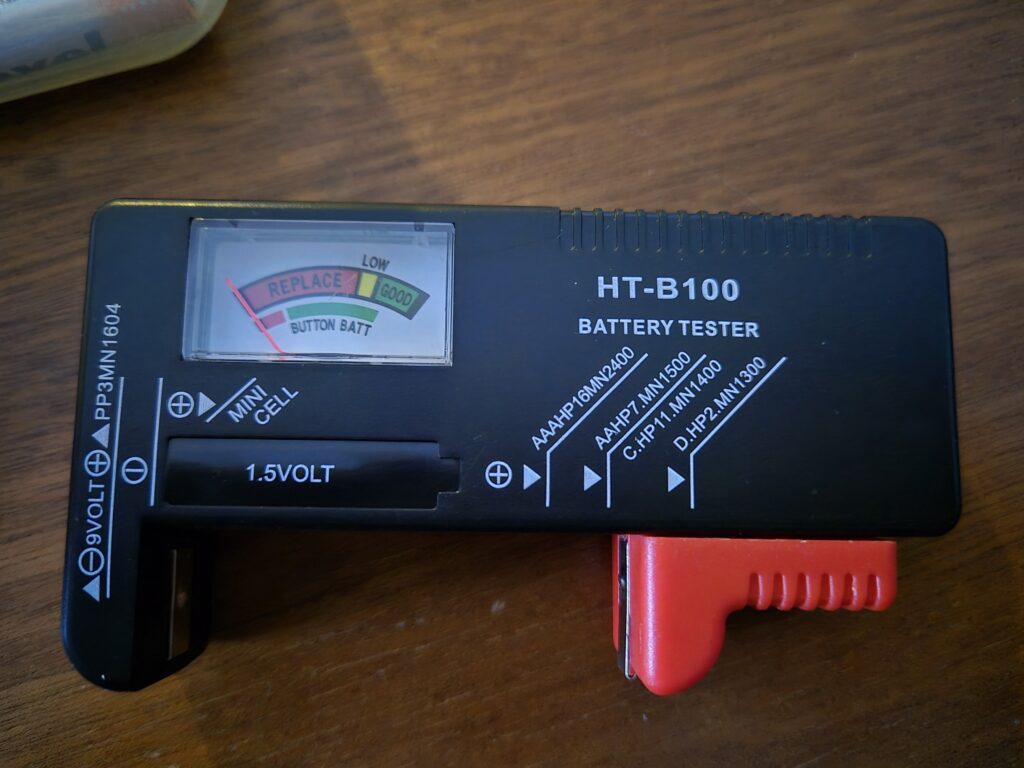 LOW
REPLACE
GOOD
BUTTON BATT
HT-B100
BATTERY TESTER
AAAHP16MN2400
AAHP7.MN1500
C.HP11.MN1400
D.HP2.MN1300
MINI
CELL
1.5VOLT
9VOLT PP3MN1604